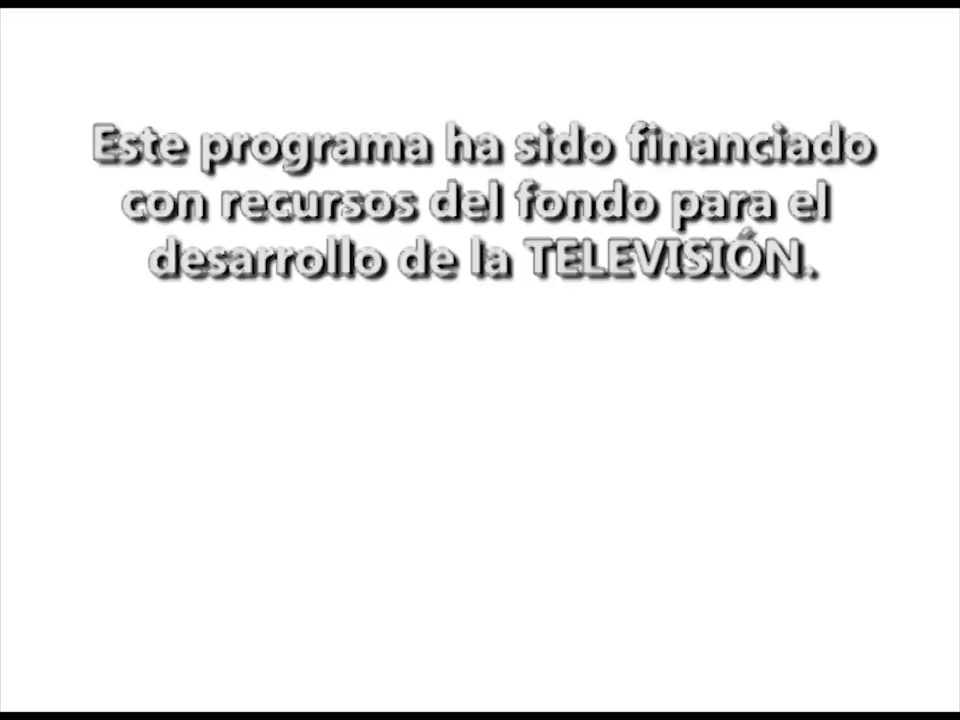 Este programa ha sido financiado
con recursos del fondo para el
desarrollo de la TELEVISIÓN.